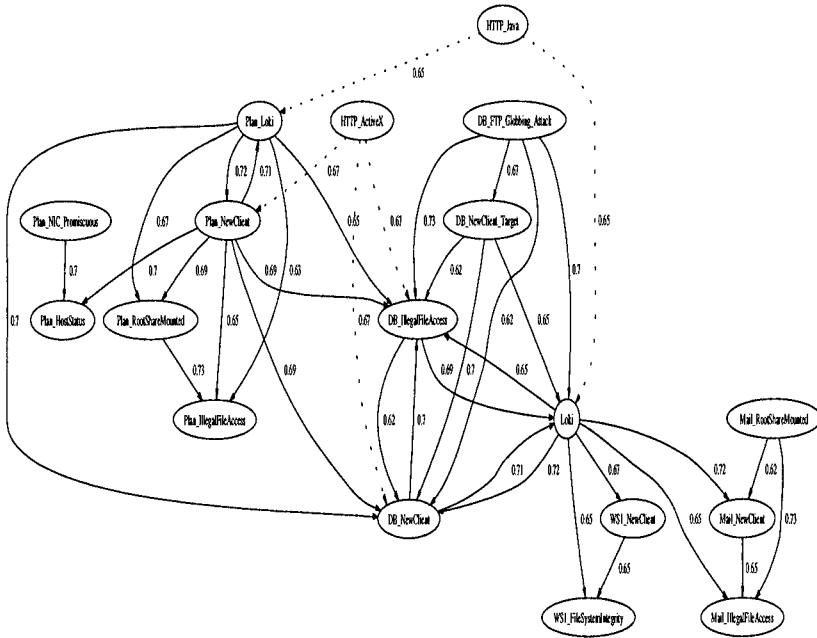 HTTP_Java
0.65
Plan_Loki
HTTP_ActiveX
DB_FTP_Globbing_Attack
0.72
0.71
0.67
0.67
Plan_NIC_Promiscuous
Plan_NewClient
0.67
0.65
0.67
0.73
DB_NewClient_Target
0.65
0.7
0.7
0.69
0.69
0.63
0.62
0.7
Plan_HostStatus
Plan_RootShareMounted
DB_IllegalFileAccess
0.7
0.65
0.67
0.62
0.65
0.73
0.69
0.62
0.7
0.7
0.69
0.65
Plan_IllegalFileAccess
Loki
Mail_RootShareMounted
0.71
0.72
0.67
0.72
0.62
DB_NewClient
WS1_NewClient
Mail_NewClient
0.65
0.65
0.73
0.65
0.65
WS1_FileSystemIntegrity
Mail_IllegalFileAccess